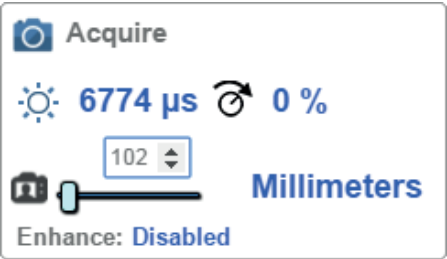 Acquire
6774 µs 0 %
102
Millimeters
Enhance: Disabled